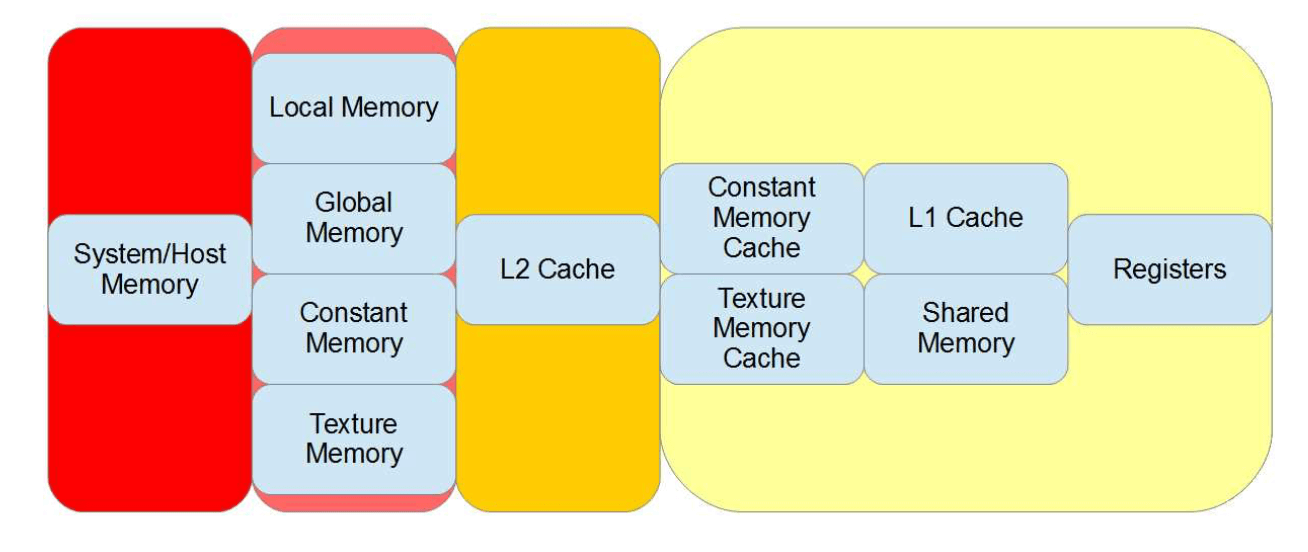 System/Host
Memory
Local Memory
Global
Memory
Constant
Memory
Texture
Memory
L2 Cache
Constant
Memory
Cache
Texture
Memory
Cache
L1 Cache
Shared
Memory
Registers